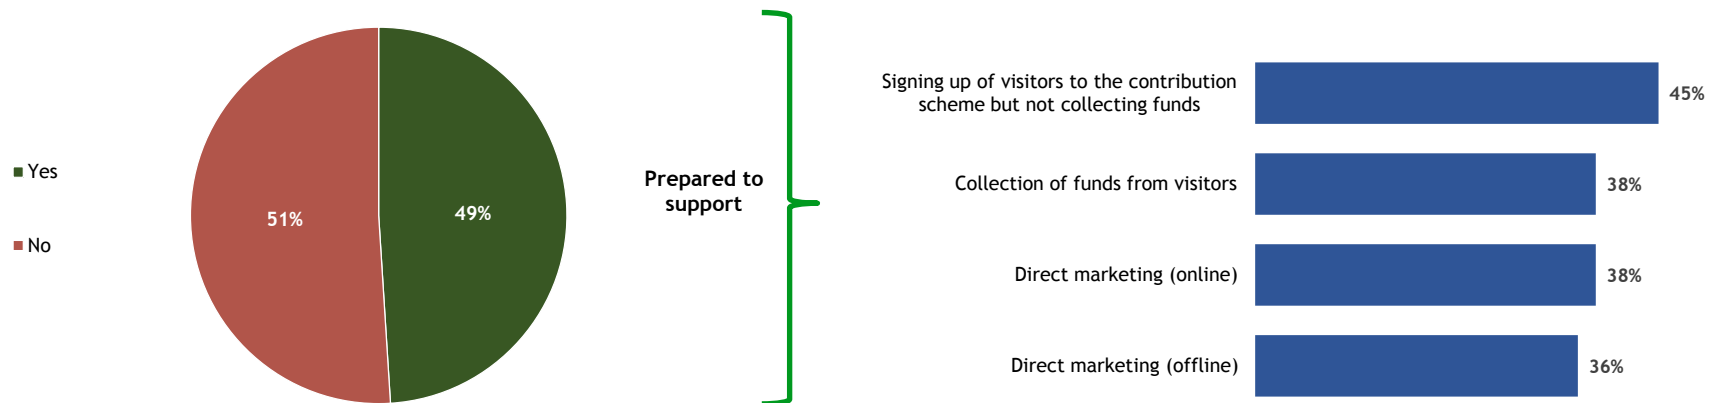 Yes
No
51%
49%
Prepared to
support
Signing up of visitors to the contribution
scheme but not collecting funds
45%
Collection of funds from visitors
38%
Direct marketing (online)
38%
Direct marketing (offline)
36%